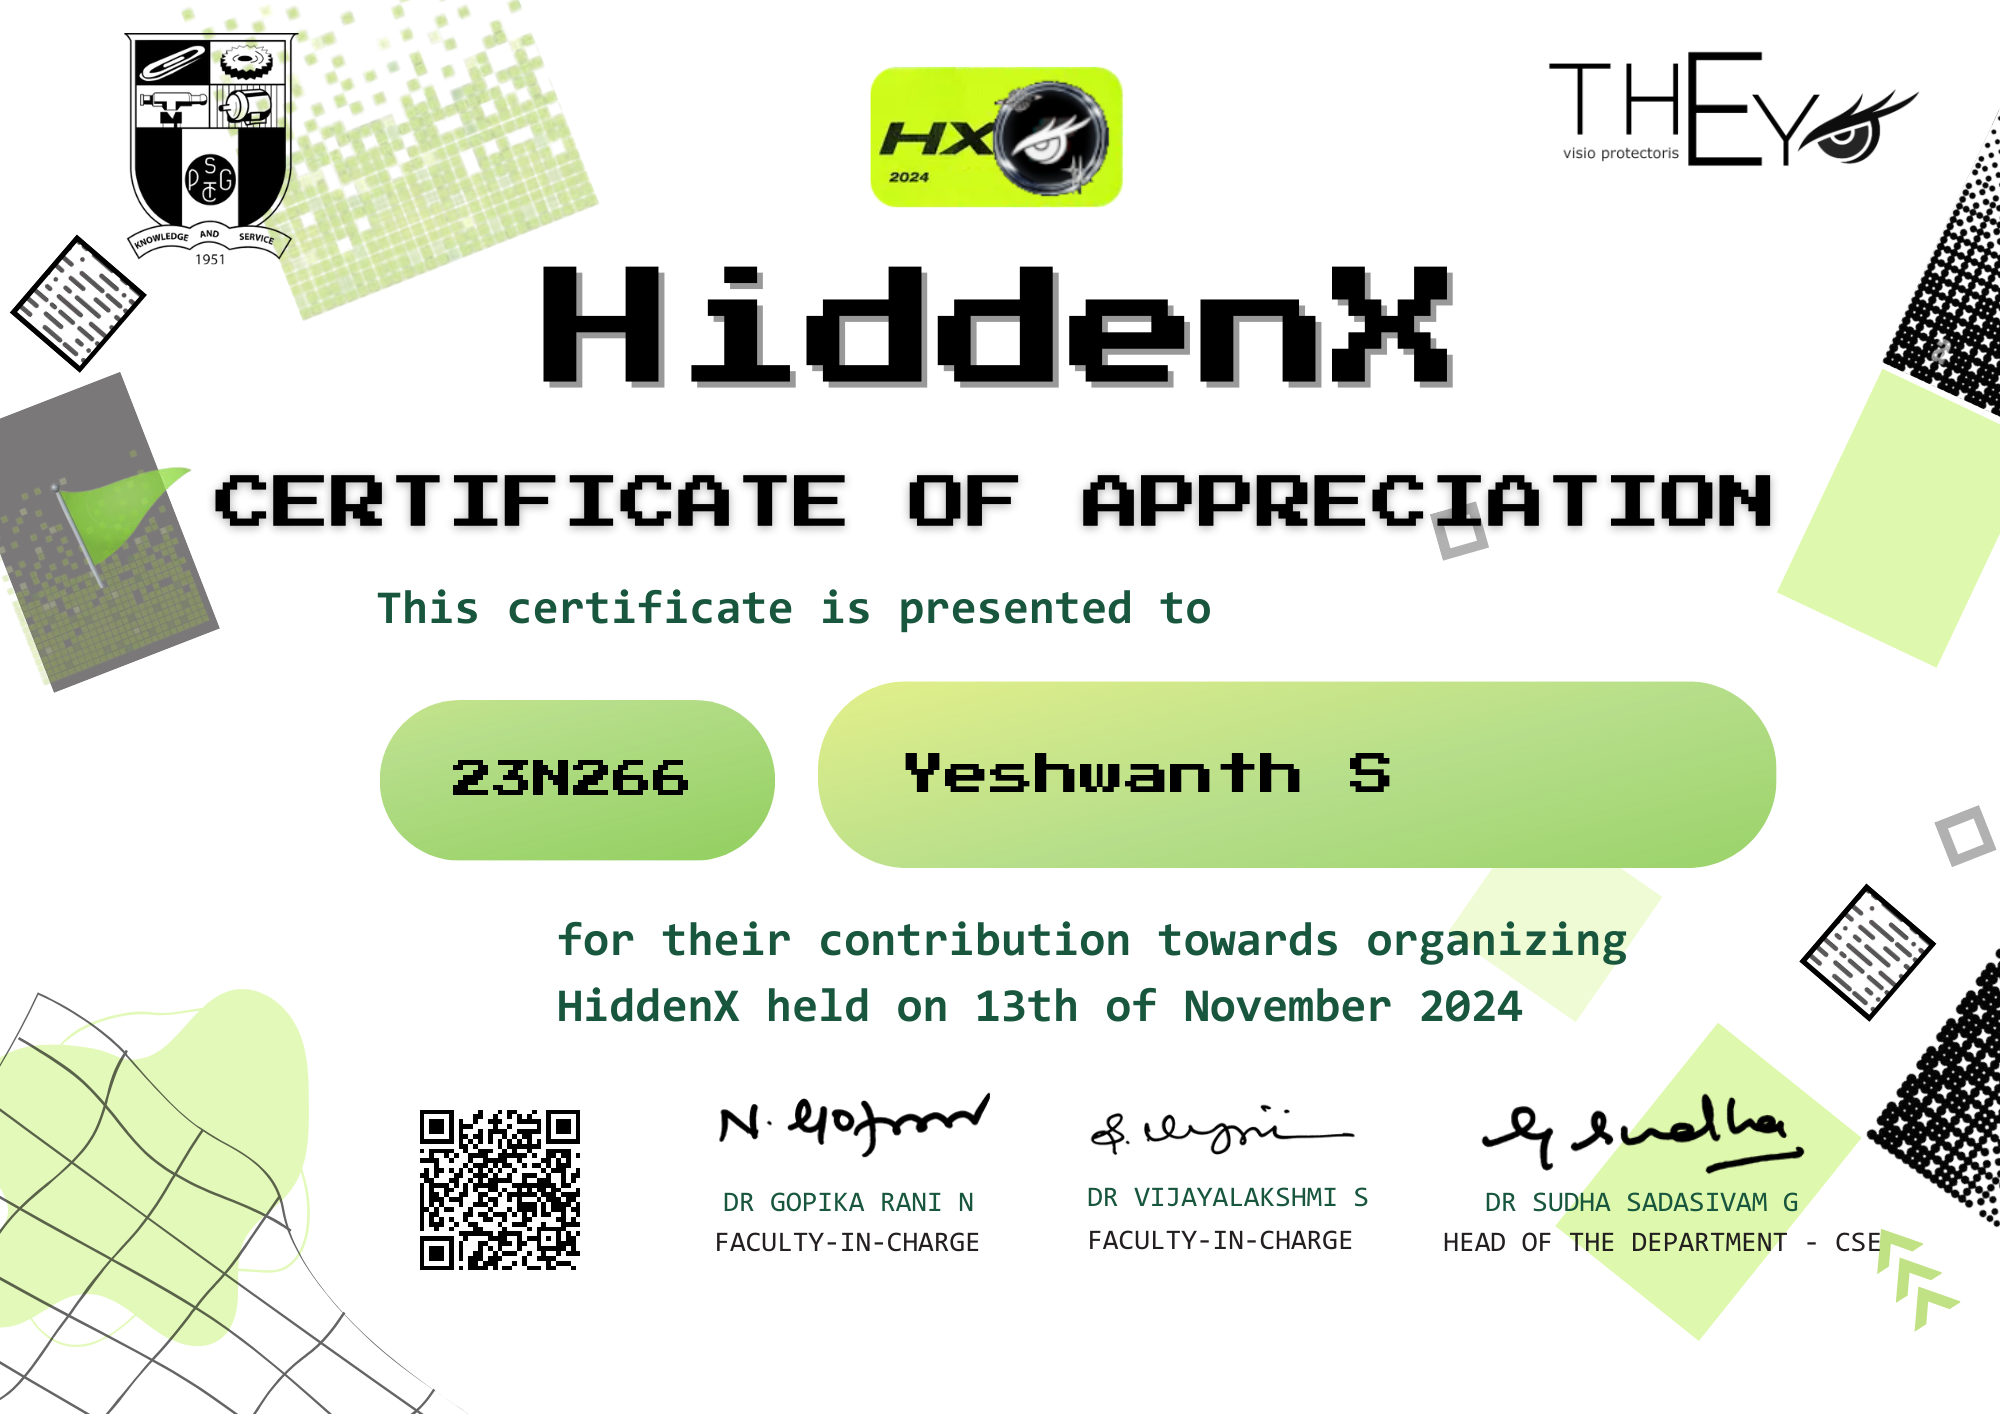 THEY
visio protectoris
HX
2024
S
P G
T
C
KNOWLEDGE AND SERVICE
1951
HiddenX
CERTIFICATE OF APPRECIATION
This certificate is presented to
23N266
Yeshwanth S
for their contribution towards organizing
HiddenX held on 13th of November 2024
G Sudha
DR GOPIKA RANI N
DR VIJAYALAKSHMI S
DR SUDHA SADASIVAM G
FACULTY-IN-CHARGE
FACULTY-IN-CHARGE
HEAD OF THE DEPARTMENT - CSE